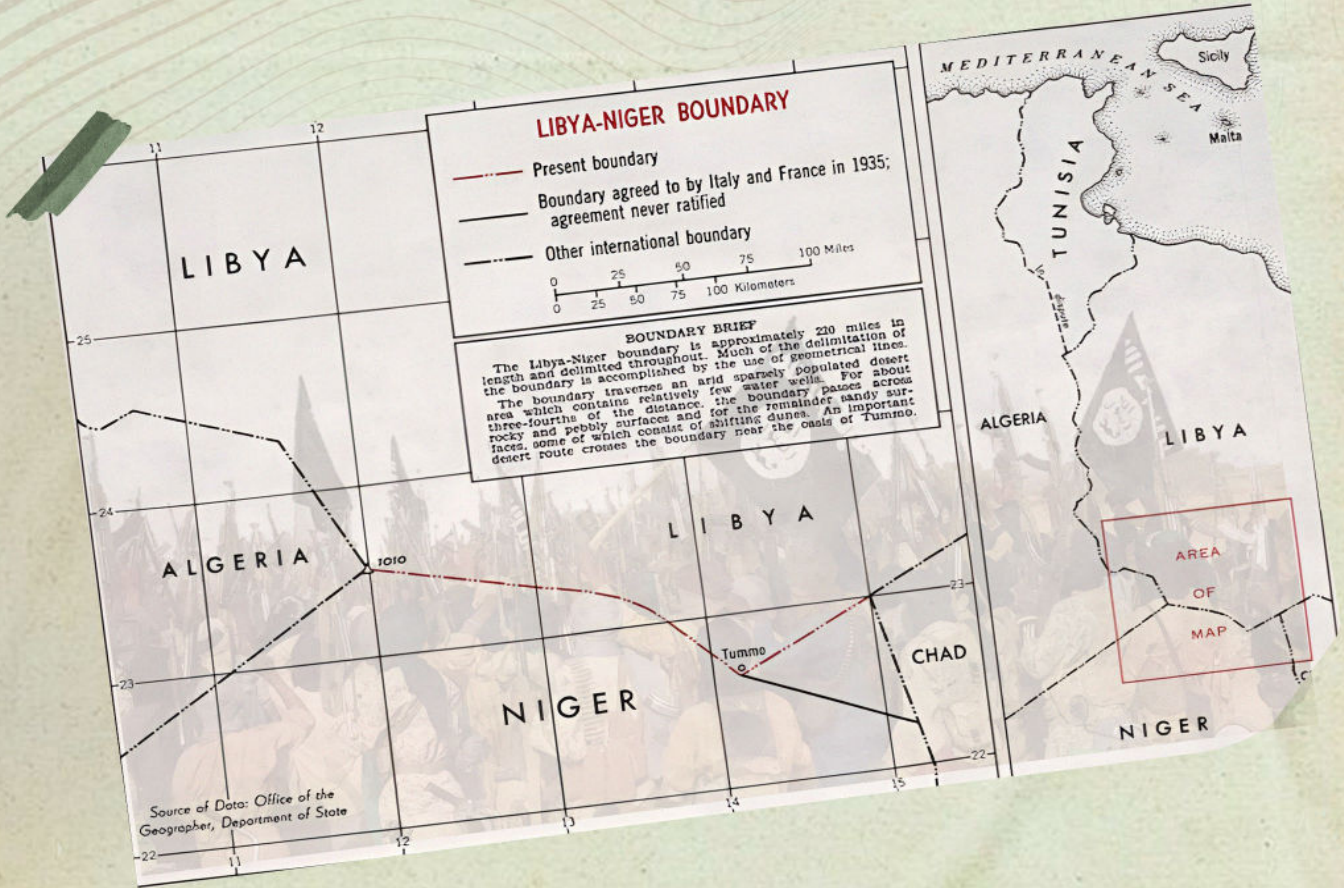 11
12
LIBYA
25
24
ALGERIA
1010
23
NIGER
Tummo
LIBYA
CHAD
23
22
15
14
13
12
11
22
Source of Data: Office of the
Geographer, Department of State
LIBYA-NIGER BOUNDARY
Present boundary
Boundary agreed to by Italy and France in 1935;
agreement never ratified
Other international boundary
0 25 50 75 100 Miles
0 25 50 75 100 Kilometers
BOUNDARY BRIEF
The Libya-Niger boundary is approximately 220 miles in
length and delimited throughout. Much of the delimitation of
the boundary is accomplished by the use of geometrical lines.
The boundary traverses an arid sparsely populated desert
area which contains relatively few water wells. For about
three-fourths of the distance, the boundary passes across
rocky and pebbly surfaces and for the remainder sandy sur-
faces, some of which consist of shifting dunes. An important
desert route crosses the boundary near the oasis of Tummo.
MEDITERRANEAN SEA
Sicily
Malta
TUNISIA
ALGERIA
LIBYA
AREA
OF
MAP
NIGER
C